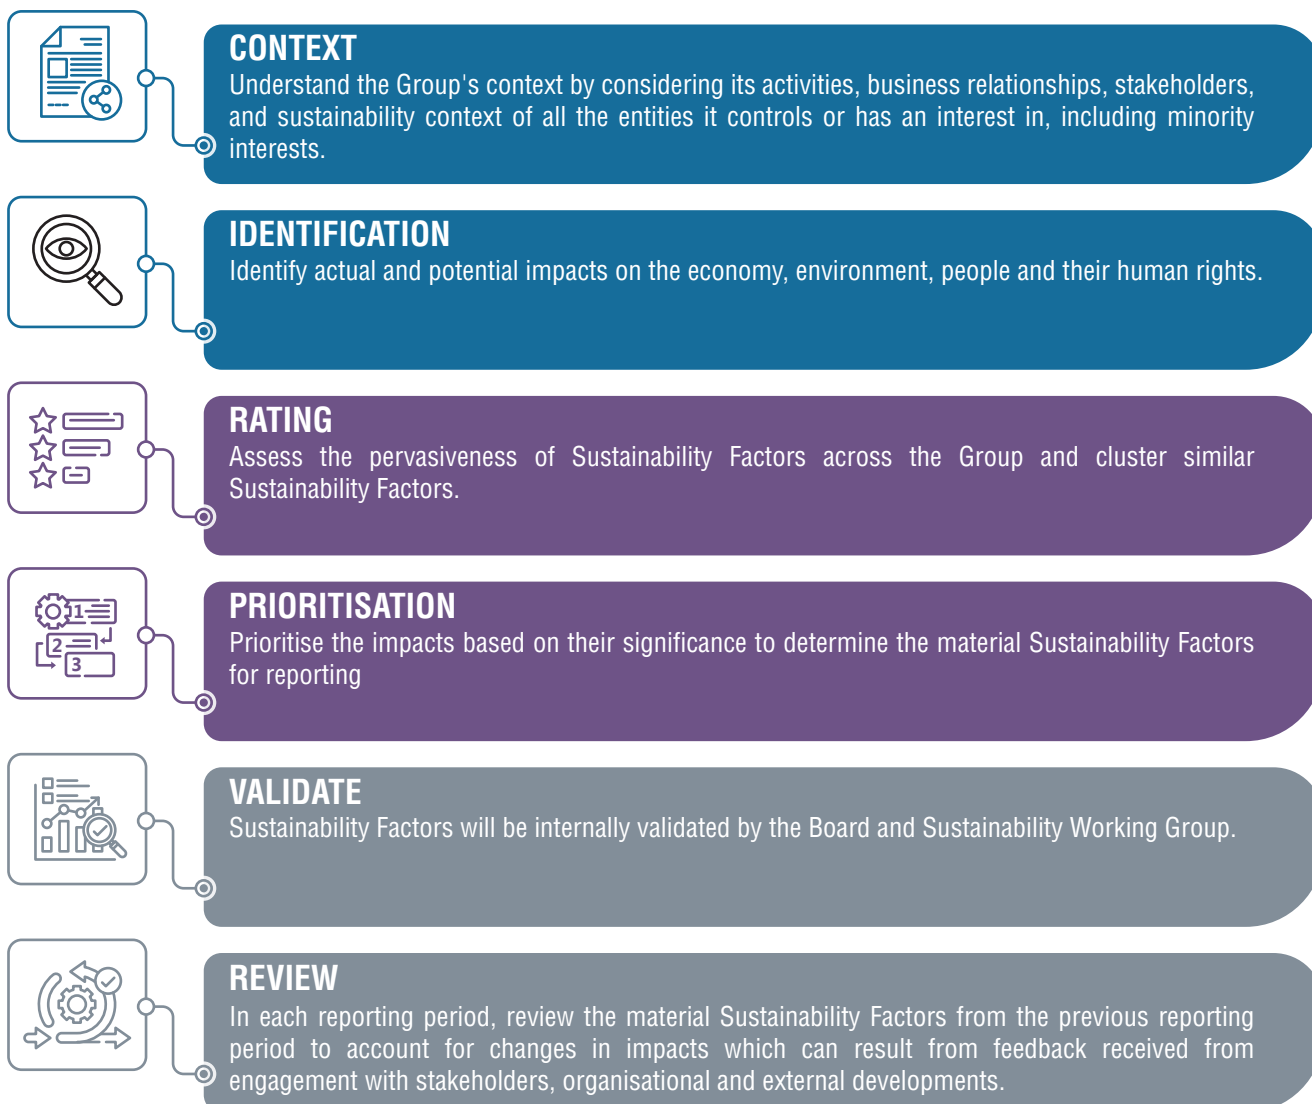 CONTEXT
Understand the Group's context by considering its activities, business relationships, stakeholders,
and sustainability context of all the entities it controls or has an interest in, including minority
interests.
IDENTIFICATION
Identify actual and potential impacts on the economy, environment, people and their human rights.
RATING
Assess the pervasiveness of Sustainability Factors across the Group and cluster similar
Sustainability Factors.
1
2
3
PRIORITISATION
Prioritise the impacts based on their significance to determine the material Sustainability Factors
for reporting
VALIDATE
Sustainability Factors will be internally validated by the Board and Sustainability Working Group.
REVIEW
In each reporting period, review the material Sustainability Factors from the previous reporting
period to account for changes in impacts which can result from feedback received from
engagement with stakeholders, organisational and external developments.